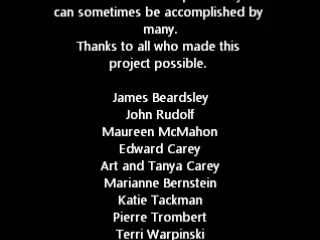 can sometimes be accomplished by
many.
Thanks to all who made this
project possible.
James Beardsley
John Rudolf
Maureen McMahon
Edward Carey
Art and Tanya Carey
Marianne Bernstein
Katie Tackman
Pierre Trombert
Terri Warpinski